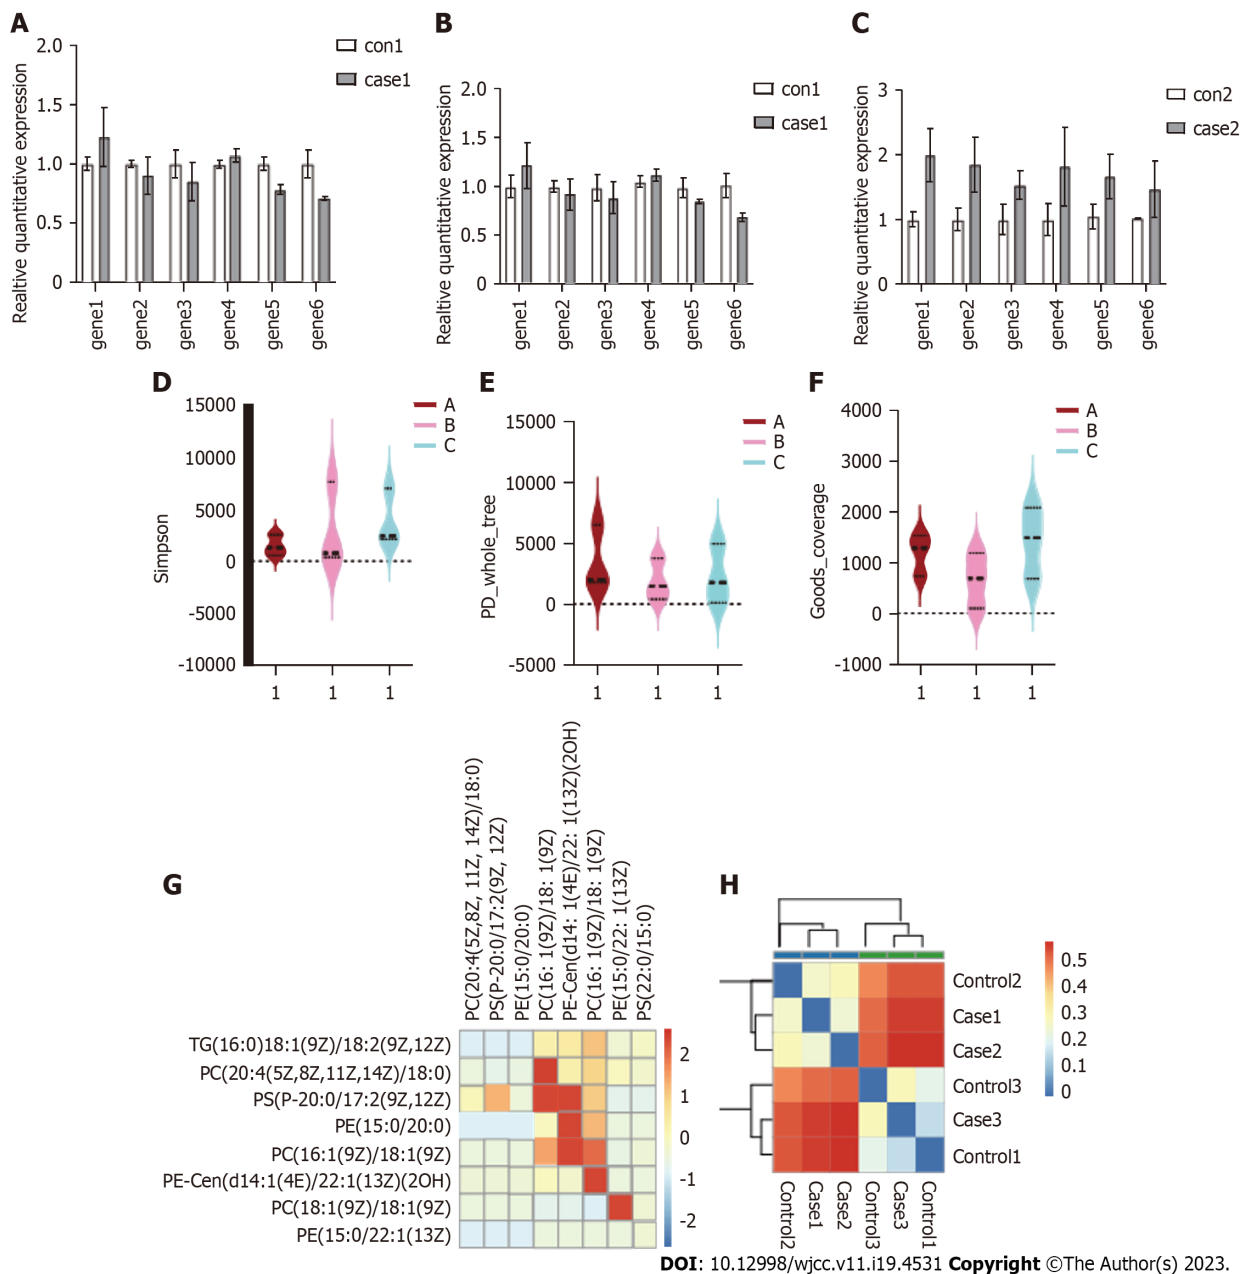 A
B
C
2.0
1.5
1.0
0.5
0
Realtive quantitative expression
con1
case1
gene1
gene2
gene3
gene4
gene5
gene6
2.0
1.5
1.0
0.5
0
Realtive quantitative expression
con1
case1
gene1
gene2
gene3
gene4
gene5
gene6
3
2
1
0
Realtive quantitative expression
con2
case2
gene1
gene2
gene3
gene4
gene5
gene6
D
15000
10000
5000
0
-5000
-10000
Simpson
A
B
C
1
1
1
E
15000
10000
5000
0
-5000
PD_whole_tree
A
B
C
1
1
1
F
4000
3000
2000
1000
0
-1000
Goods_coverage
A
B
C
1
1
1
G
PC(20:4(5Z,8Z, 11Z, 14Z)/18:0)
PS(P-20:0/17:2(9Z, 12Z)
PE(15:0/20:0)
PC(16: 1(9Z)/18: 1(9Z)
PE-Cen(d14: 1(4E)/22: 1(13Z)(2OH)
PC(16: 1(9Z)/18: 1(9Z)
PE(15:0/22: 1(13Z)
PS(22:0/15:0)
TG(16:0)18:1(9Z)/18:2(9Z,12Z)
PC(20:4(5Z,8Z,11Z,14Z)/18:0)
PS(P-20:0/17:2(9Z,12Z)
PE(15:0/20:0)
PC(16:1(9Z)/18:1(9Z)
PE-Cen(d14:1(4E)/22:1(13Z)(2OH)
PC(18:1(9Z)/18:1(9Z)
PE(15:0/22:1(13Z)
2
1
0
-1
-2
H
Control2
Case1
Case2
Control3
Case3
Control1
Control2
Case1
Case2
Control3
Case3
Control1
0.5
0.4
0.3
0.2
0.1
0
DOI: 10.12998/wjcc.v11.i19.4531 Copyright ©The Author(s) 2023.